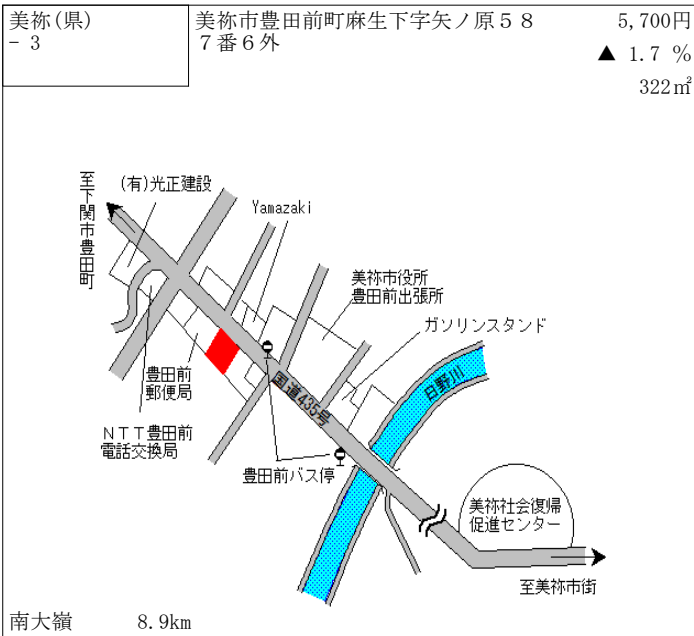 美祢(県)
- 3
美祢市豊田前町麻生下字矢ノ原５８
７番６外
5,700円
▲ 1.7 %
322㎡
至下関市豊田町
(有)光正建設
Yamazaki
美祢市役所
豊田前出張所
ガソリンスタンド
日野川
国道435号
豊田前
郵便局
ＮＴＴ豊田前
電話交換局
豊田前バス停
美祢社会復帰
促進センター
至美祢市街
南大嶺 8.9km